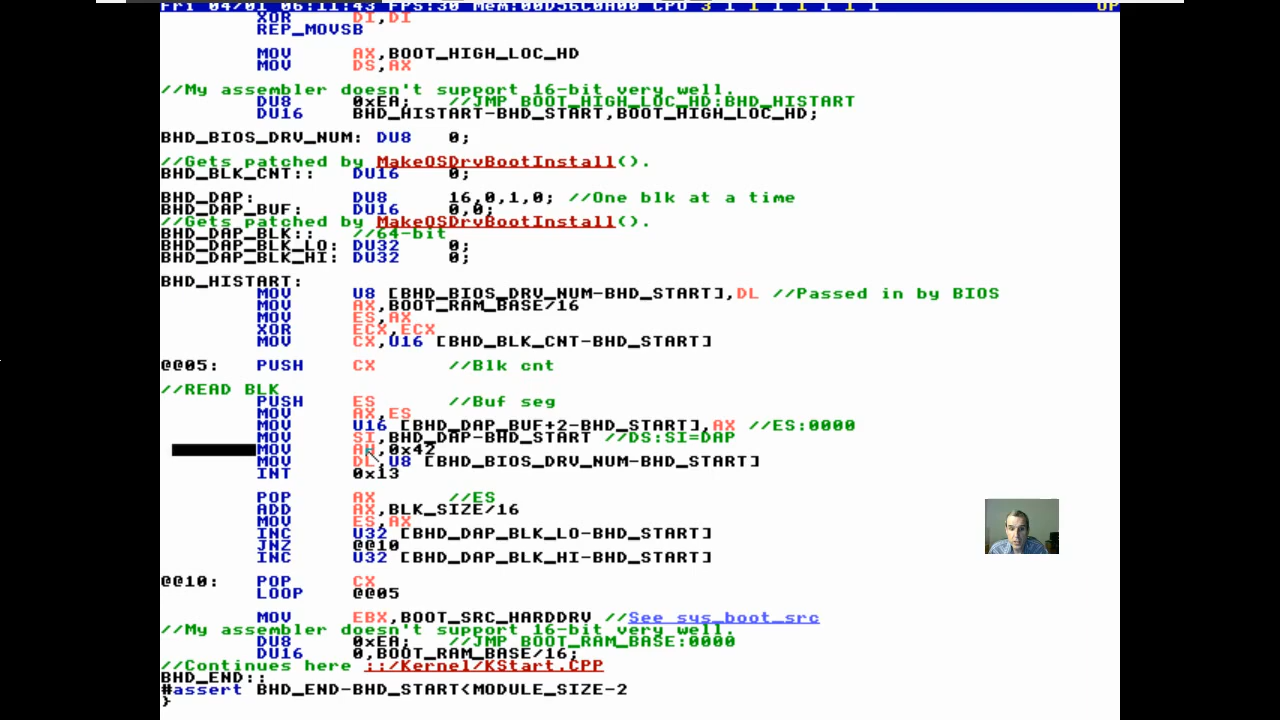 Fri 04/01 06:11:43 FPS:30 Mem:00D56C0A00 CPU 3 1 1 1 1 1 1 1 UP
XOR DI,DI
REP_MOVSB
MOV AX,BOOT_HIGH_LOC_HD
MOV DS,AX
//My assembler doesn't support 16-bit very well.
DU8 0xEA; //JMP BOOT_HIGH_LOC_HD:BHD_HISTART
DU16 BHD_HISTART-BHD_START,BOOT_HIGH_LOC_HD;
BHD_BIOS_DRV_NUM: DU8 0;
//Gets patched by MakeOSDrvBootInstall().
BHD_BLK_CNT:: DU16 0;
BHD_DAP: DU8 16,0,1,0; //One blk at a time
BHD_DAP_BUF: DU16 0,0;
//Gets patched by MakeOSDrvBootInstall().
BHD_DAP_BLK:: //64-bit
BHD_DAP_BLK_LO: DU32 0;
BHD_DAP_BLK_HI: DU32 0;
BHD_HISTART:
MOV U8 [BHD_BIOS_DRV_NUM-BHD_START],DL //Passed in by BIOS
MOV AX,BOOT_RAM_BASE/16
MOV ES,AX
XOR ECX,ECX
MOV CX,U16 [BHD_BLK_CNT-BHD_START]
@@05: PUSH CX //Blk cnt
//READ BLK
PUSH ES //Buf seg
MOV AX,ES
MOV U16 [BHD_DAP_BUF+2-BHD_START],AX //ES:0000
MOV SI,BHD_DAP-BHD_START //DS:SI=DAP
MOV AH,0x42
MOV DL,U8 [BHD_BIOS_DRV_NUM-BHD_START]
INT 0x13
POP AX //ES
ADD AX,BLK_SIZE/16
MOV ES,AX
INC U32 [BHD_DAP_BLK_LO-BHD_START]
JNZ @@10
INC U32 [BHD_DAP_BLK_HI-BHD_START]
@@10: POP CX
LOOP @@05
MOV EBX,BOOT_SRC_HARDDRV //See sys_boot_src
//My assembler doesn't support 16-bit very well.
DU8 0xEA; //JMP BOOT_RAM_BASE:0000
DU16 0,BOOT_RAM_BASE/16;
//Continues here ::/Kernel/KStart.CPP
BHD_END::
#assert BHD_END-BHD_START<MODULE_SIZE-2
}